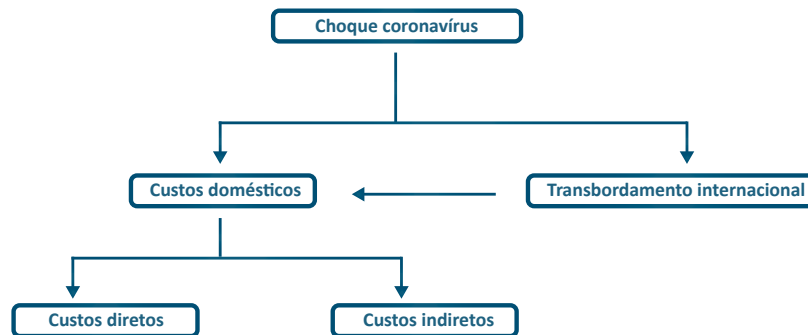 Choque coronavírus
Custos domésticos
Transbordamento internacional
Custos diretos
Custos indiretos